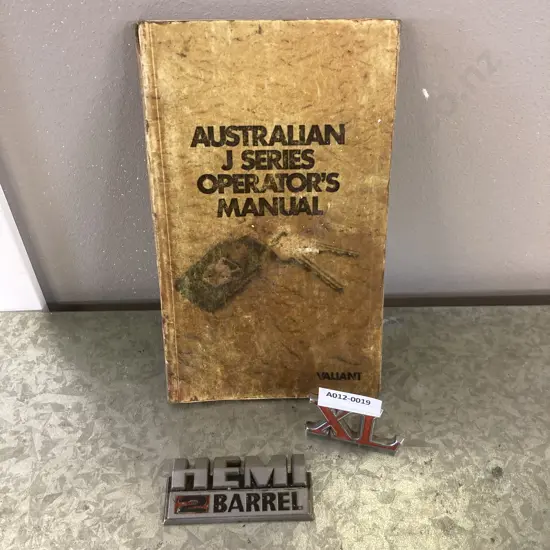 AUSTRALIAN
J SERIES
OPERATOR'S
MANUAL
VALIANT
A012-0019
XL
HEMI
BARREL